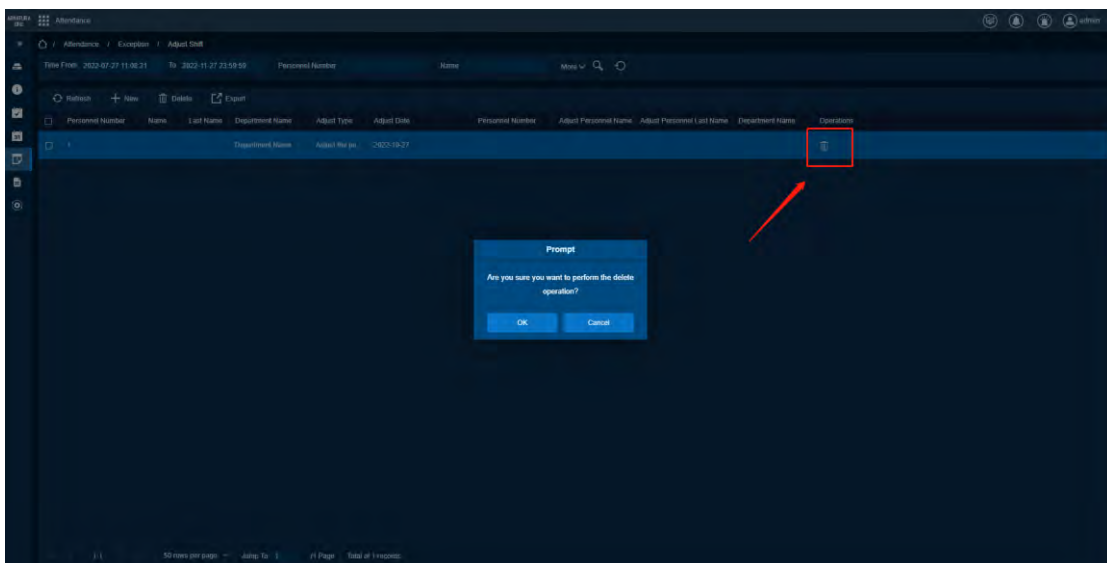 Attendance
admin
/ Attendance / Exception / Adjust Shift
Time From 2022-07-27 11:08:21 To 2022-11-27 23:59:59 Personnel Number Name More
Refresh New Delete Export
Personnel Number Name Last Name Department Name Adjust Type Adjust Date Personnel Number Adjust Personnel Name Adjust Personnel Last Name Department Name Operations
1 Department Name 2022-10-27
Prompt
Are you sure you want to perform the delete
operation?
OK Cancel
50 rows per page Jump To 1 /1 Page Total of 1 records